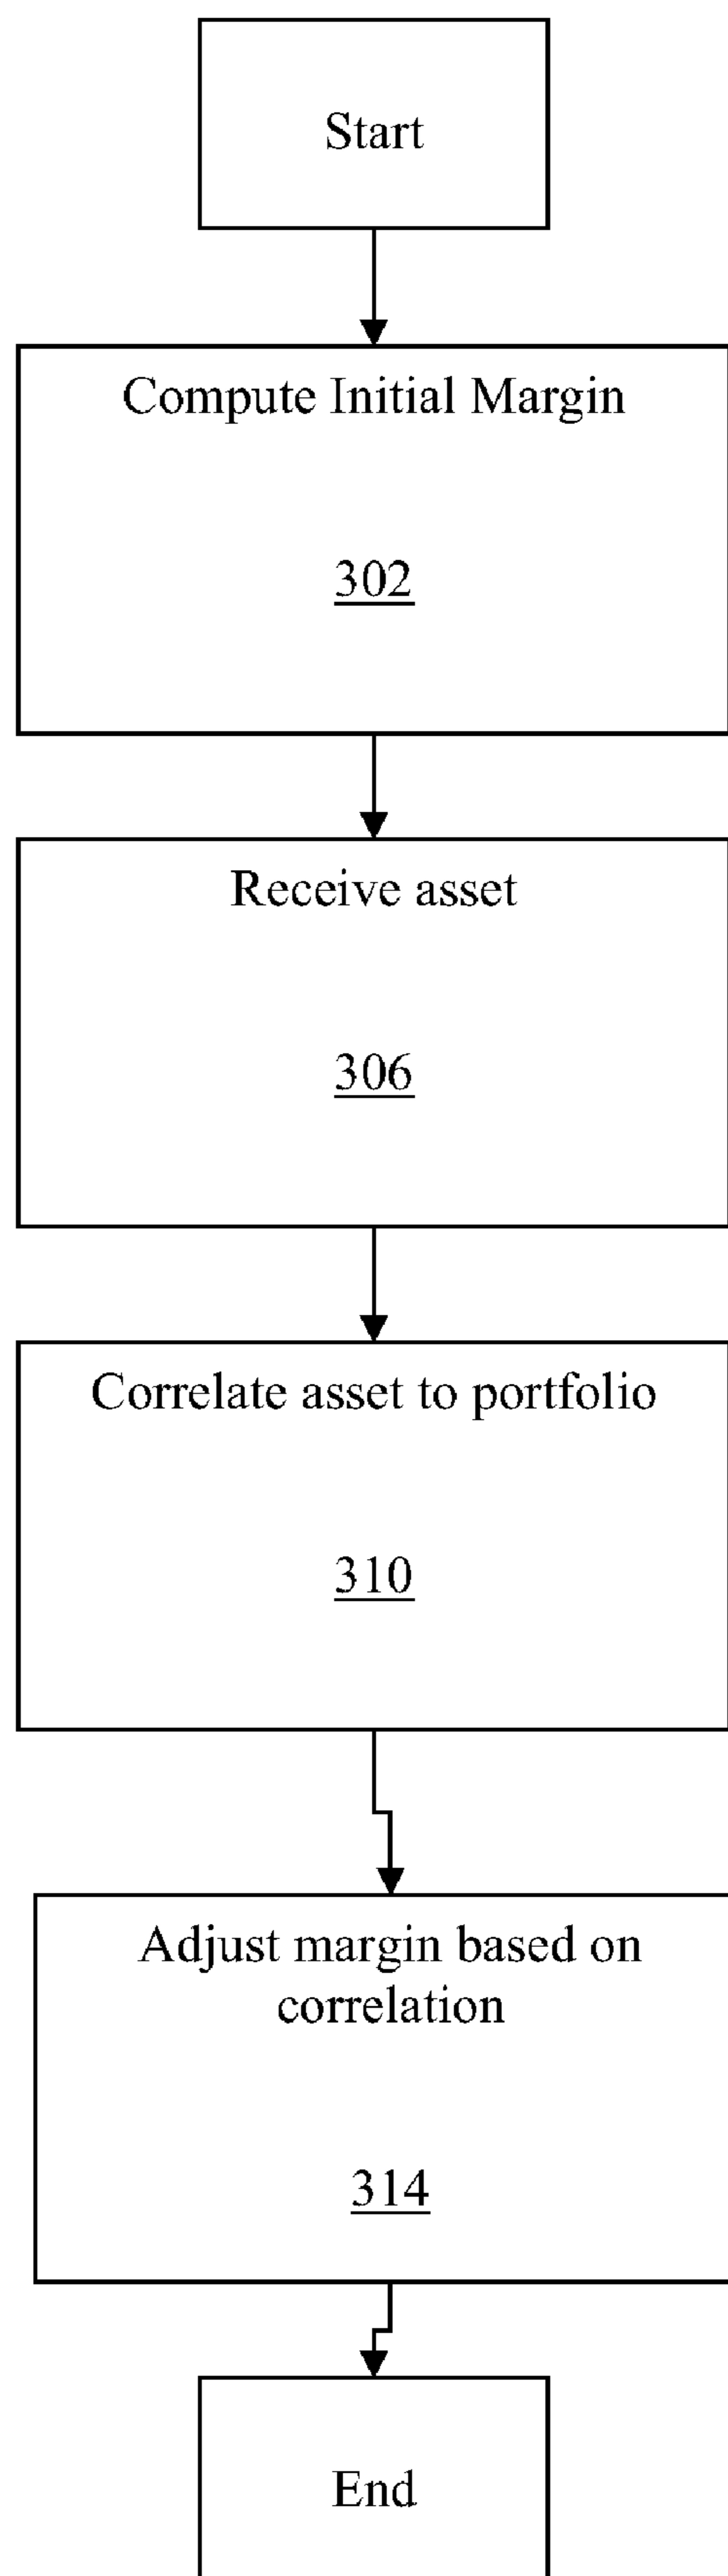 Start
Compute Initial Margin
302
Receive asset
306
Correlate asset to portfolio
310
Adjust margin based on
correlation
314
End